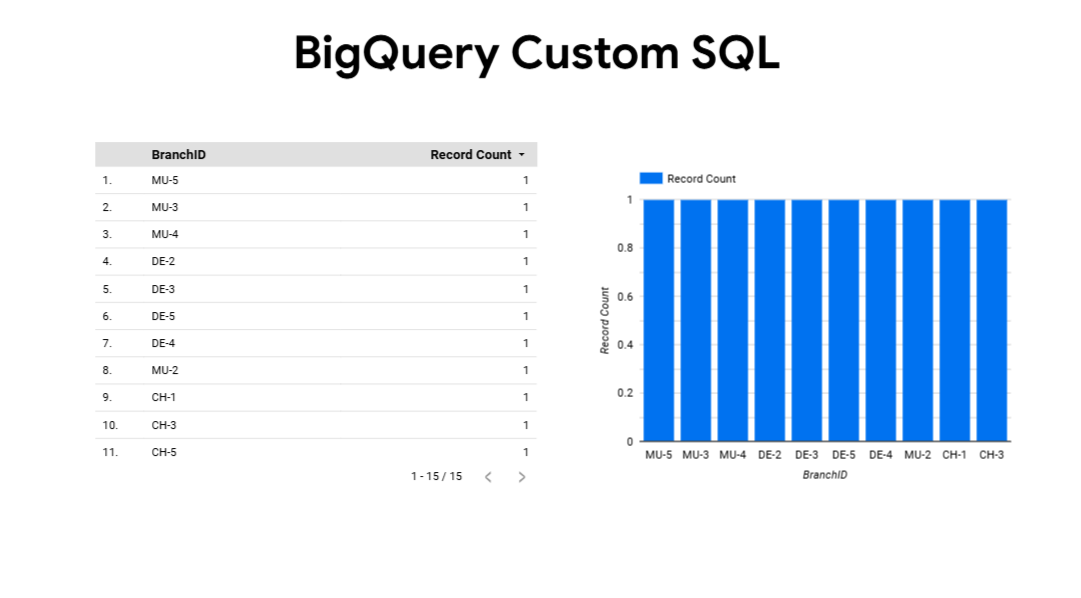 BigQuery Custom SQL
BranchID Record Count
1. MU-5 1
2. MU-3 1
3. MU-4 1
4. DE-2 1
5. DE-3 1
6. DE-5 1
7. DE-4 1
8. MU-2 1
9. CH-1 1
10. CH-3 1
11. CH-5 1
1 - 15 / 15
Record Count
1
0.8
0.6
0.4
0.2
0
Record Count
MU-5 MU-3 MU-4 DE-2 DE-3 DE-5 DE-4 MU-2 CH-1 CH-3
BranchID